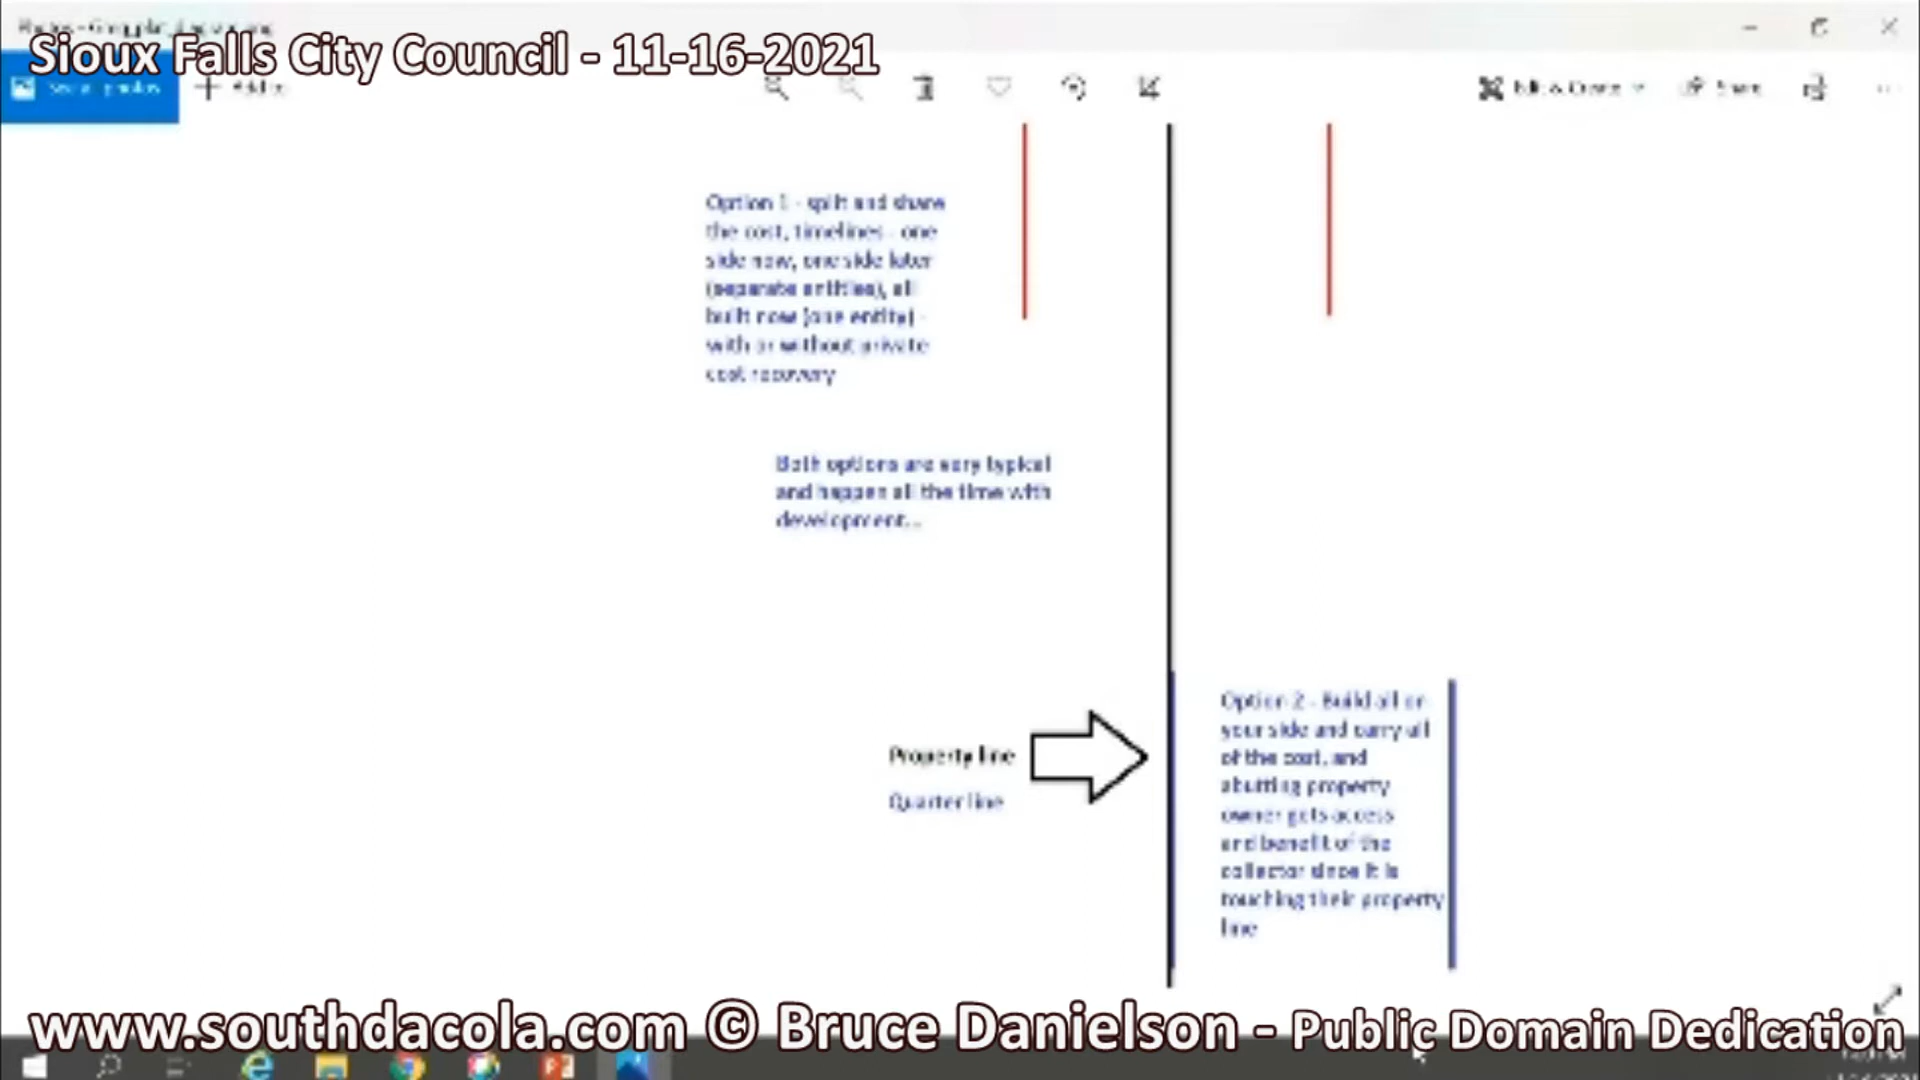 Sioux Falls City Council - 11-16-2021
Edit & Create
Share
Option 1 - split and share
the cost, timelines - one
side now, one side later
(separate entities), all
built now (one entity) -
with or without private
cost recovery
Both options are very typical
and happen all the time with
development...
Property line
Quarter line
Option 2 - Build all on
your side and carry all
of the cost, and
abutting property
owner gets access
and benefit of the
collector since it is
touching their property
line
www.southdacola.com © Bruce Danielson - Public Domain Dedication